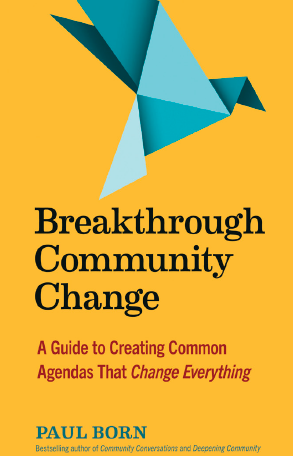 Breakthrough
Community
Change
A Guide to Creating Common
Agendas That Change Everything
PAUL BORN
Bestselling author of Community Conversations and Deepening Community